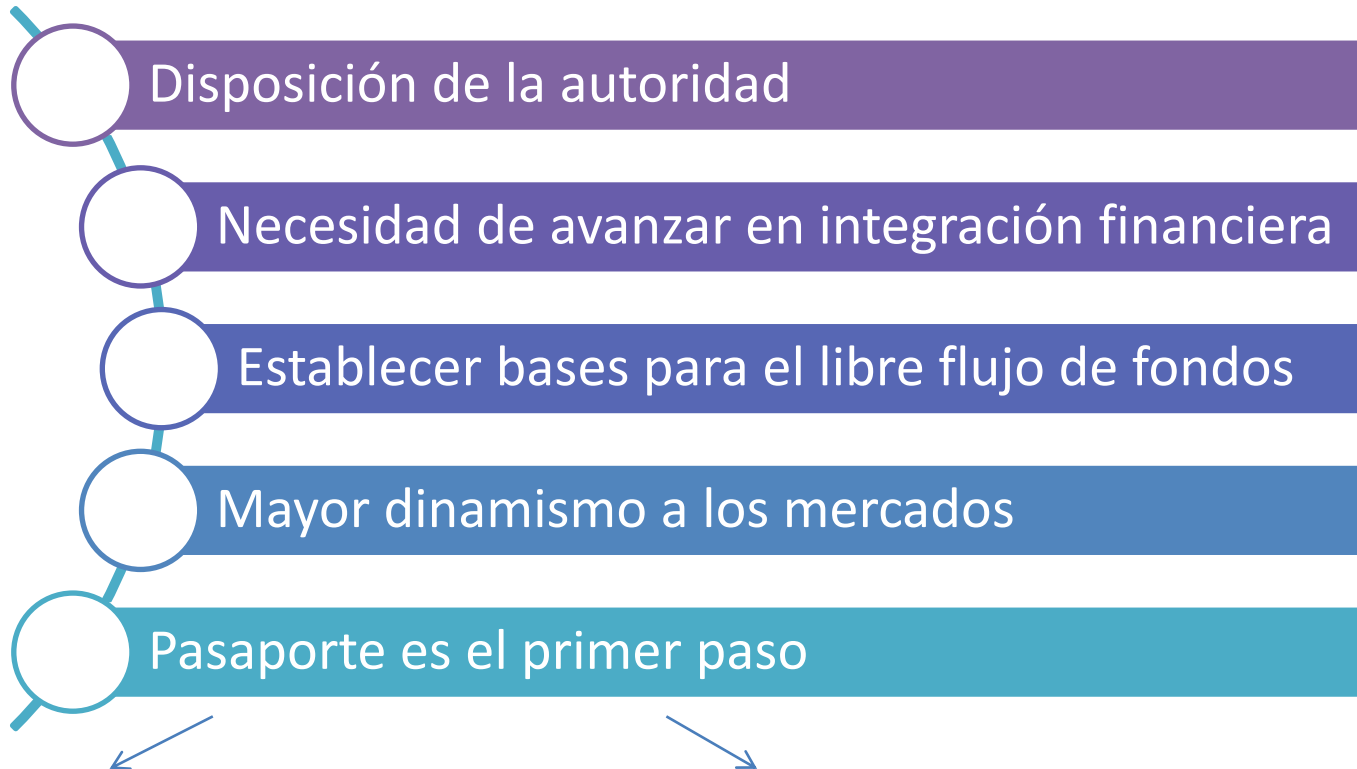 Disposición de la autoridad
Necesidad de avanzar en integración financiera
Establecer bases para el libre flujo de fondos
Mayor dinamismo a los mercados
Pasaporte es el primer paso